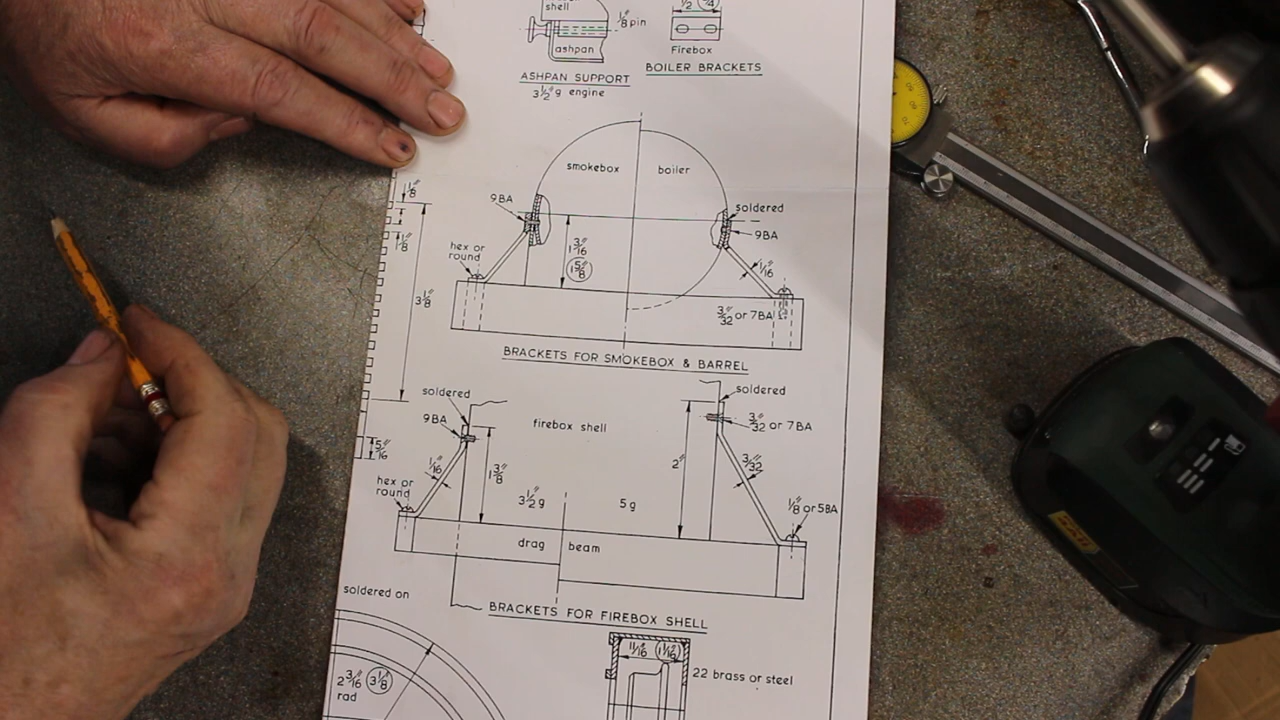 shell
1/8" pin
ashpan
ASHPAN SUPPORT
3 1/2" g engine
1/2"
Firebox
BOILER BRACKETS
smokebox
boiler
9BA
soldered
9BA
1/8"
1/8"
3 1/8"
hex or
round
1 3/16"
1 5/8"
1/16"
3/32" or 7BA
BRACKETS FOR SMOKEBOX & BARREL
soldered
soldered
9BA
firebox shell
3/32" or 7BA
5/16"
1/16"
1 3/8"
2"
3/32"
hex or
round
3 1/2 g
5 g
1/8" or 5BA
drag beam
soldered on
BRACKETS FOR FIREBOX SHELL
11/16"
1 1/16"
22 brass or steel
2 3/16" 3 1/8"
rad